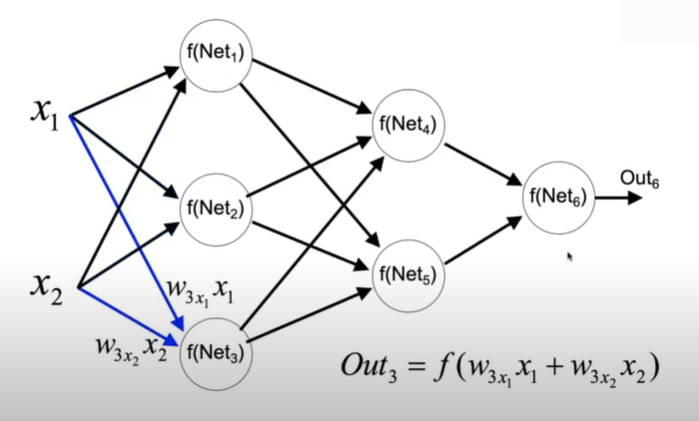 f(Net₁)
x₁
f(Net₄)
Out₆
f(Net₆)
f(Net₂)
f(Net₅)
x₂
w₃ₓ₁ x₁
w₃ₓ₂ x₂
f(Net₃)
Out₃ = f(w₃ₓ₁ x₁ + w₃ₓ₂ x₂)